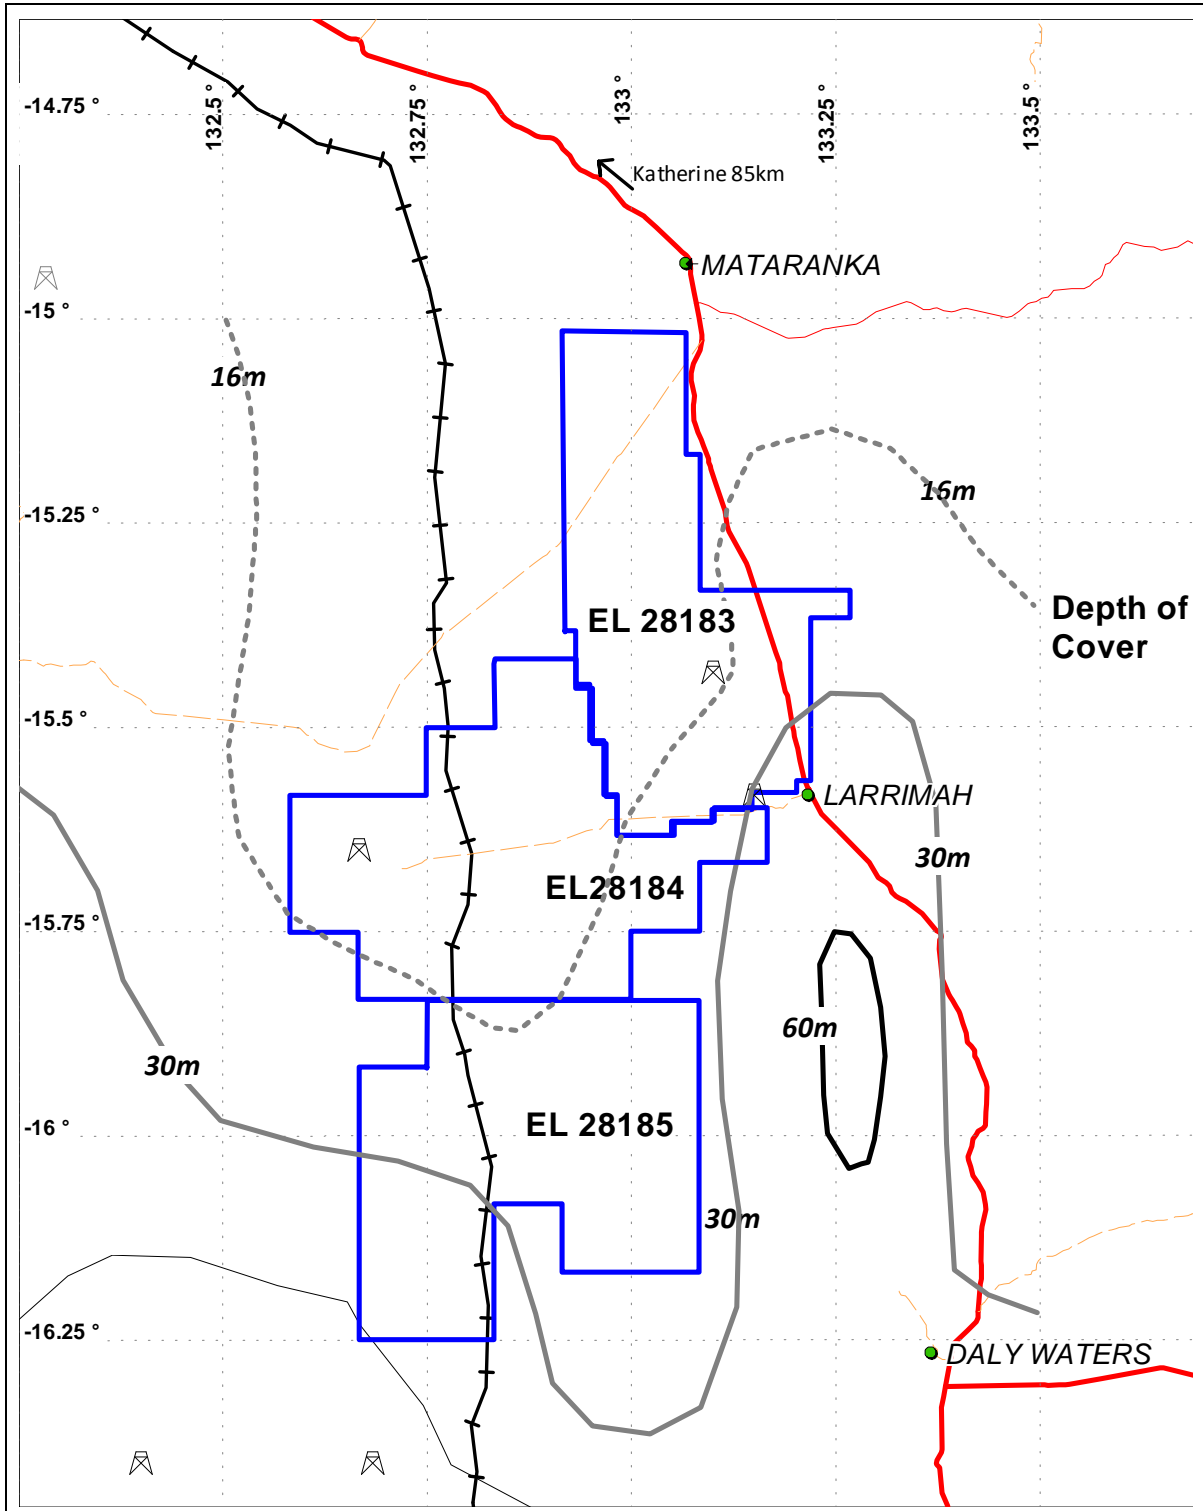 132.5 °
132.75 °
133 °
133.25 °
133.5 °
-14.75 °
Katherine 85km
MATARANKA
-15 °
16m
16m
-15.25 °
Depth of
Cover
EL 28183
-15.5 °
LARRIMAH
30m
EL28184
-15.75 °
60m
30m
EL 28185
-16 °
30m
-16.25 °
DALY WATERS